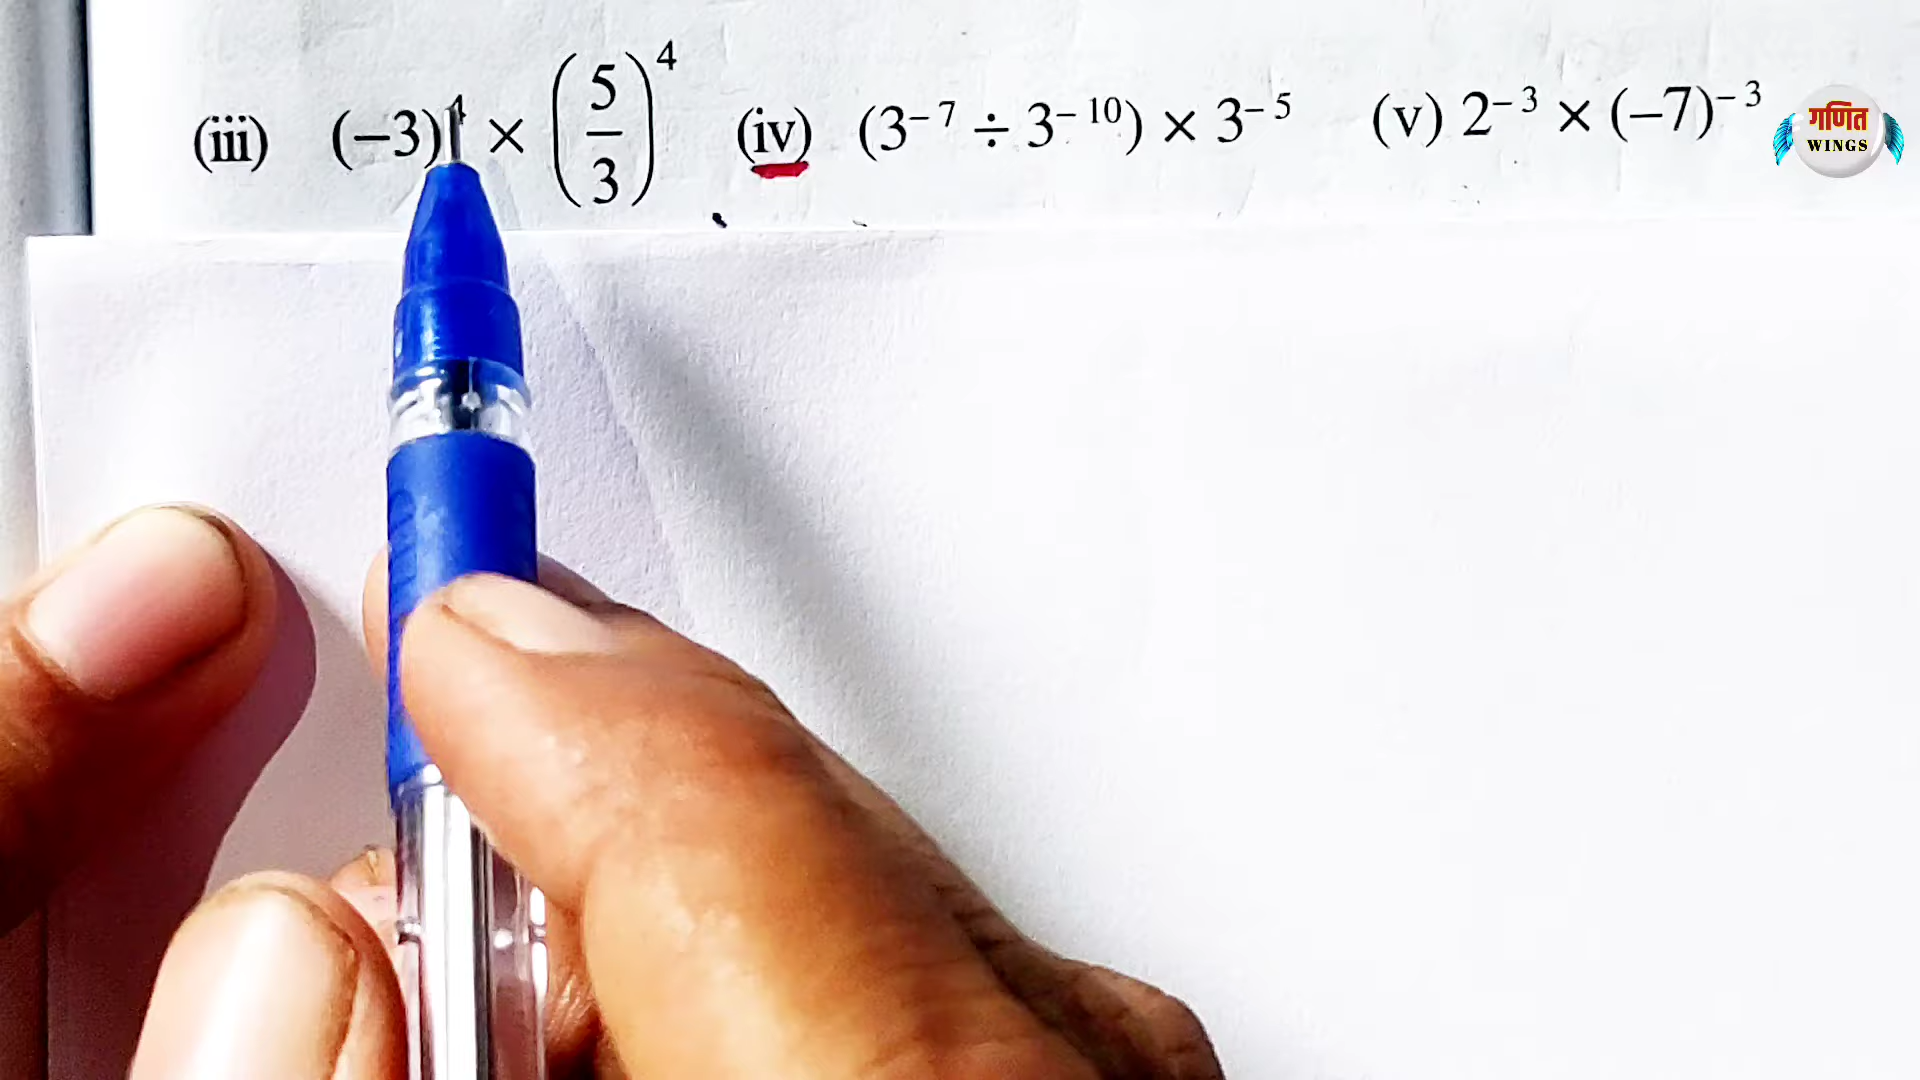 (iii) (−3)⁴ × (5/3)⁴ (iv) (3⁻⁷ ÷ 3⁻¹⁰) × 3⁻⁵ (v) 2⁻³ × (−7)⁻³
गणित
WINGS